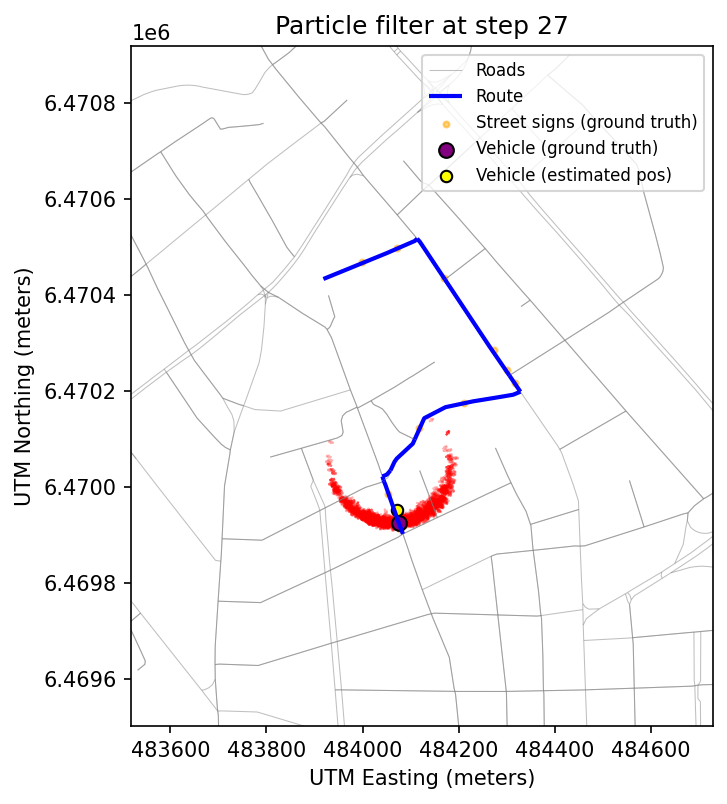 Particle filter at step 27
1e6
Roads
Route
Street signs (ground truth)
Vehicle (ground truth)
Vehicle (estimated pos)
6.4708
6.4706
6.4704
6.4702
6.4700
6.4698
6.4696
UTM Northing (meters)
483600 483800 484000 484200 484400 484600
UTM Easting (meters)